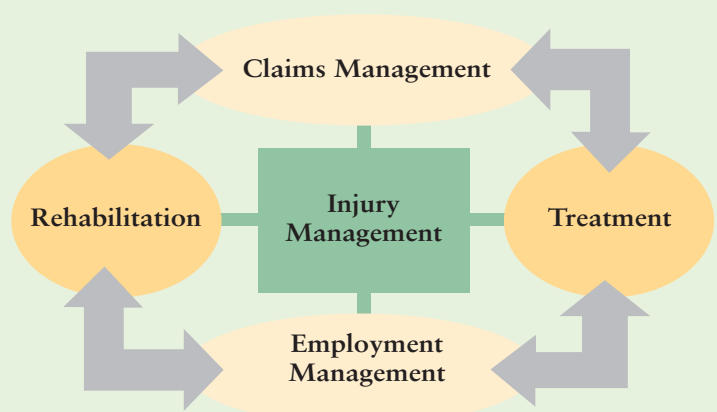 Claims Management
Rehabilitation
Injury
Management
Treatment
Employment
Management